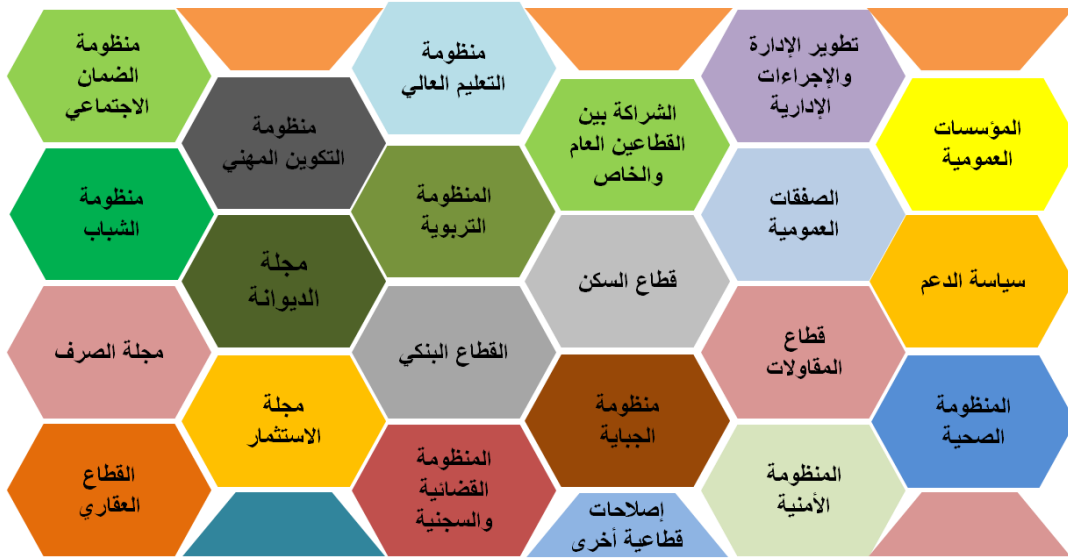 تطوير الإدارة
والإجراءات
الإدارية
منظومة
التعليم العالي
منظومة
الضمان
الاجتماعي
المؤسسات
العمومية
الشراكة بين
القطاعين العام
والخاص
منظومة
التكوين المهني
الصفقات
العمومية
المنظومة
التربوية
منظومة
الشباب
سياسة الدعم
قطاع السكن
مجلة
الديوانة
قطاع
المقاولات
القطاع البنكي
مجلة الصرف
المنظومة
الصحية
منظومة
الجباية
مجلة
الاستثمار
المنظومة
الأمنية
المنظومة
القضائية
والسجنية
القطاع
العقاري
إصلاحات
قطاعية أخرى